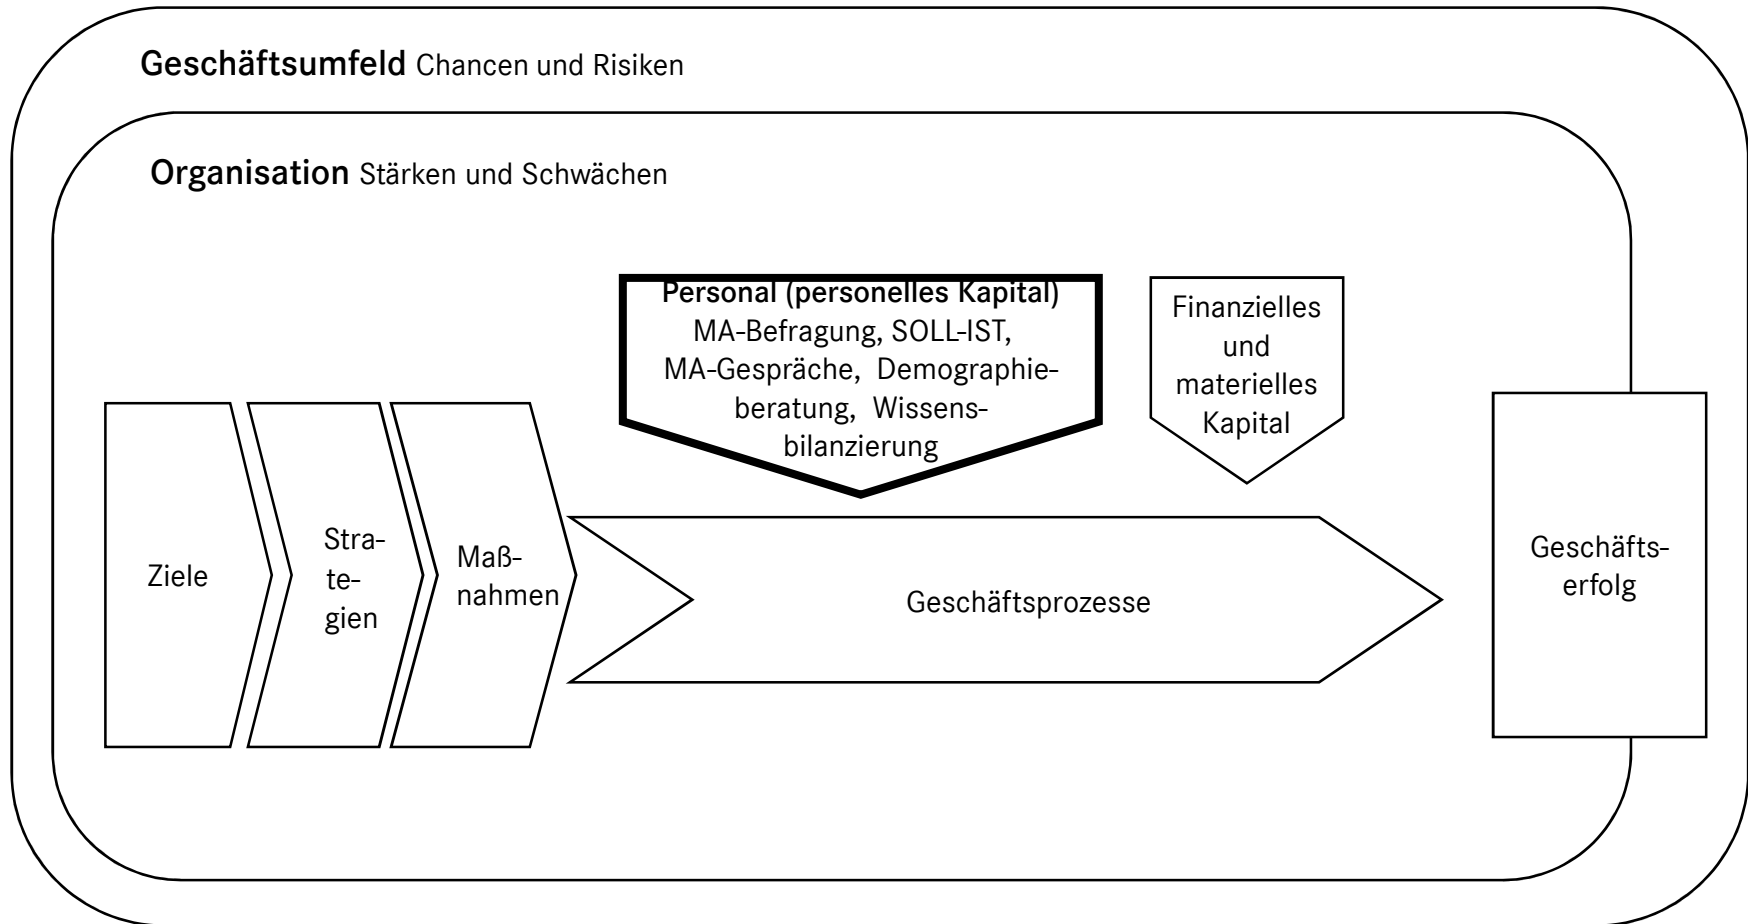 Geschäftsumfeld Chancen und Risiken
Organisation Stärken und Schwächen
Personal (personelles Kapital)
MA-Befragung, SOLL-IST,
MA-Gespräche, Demographie-
beratung, Wissens-
bilanzierung
Finanzielles
und
materielles
Kapital
Ziele
Stra-
te-
gien
Maß-
nahmen
Geschäftsprozesse
Geschäfts-
erfolg